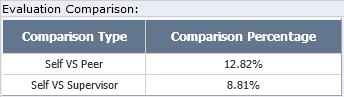 Evaluation Comparison:
Comparison Type Comparison Percentage
Self VS Peer 12.82%
Self VS Supervisor 8.81%